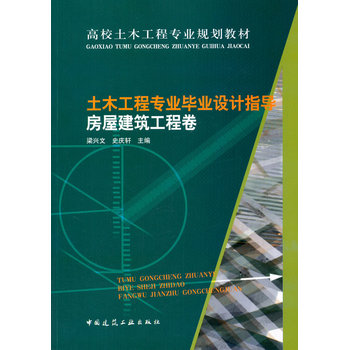 高校土木工程专业规划教材
GAOXIAO TUMU GONGCHENG ZHUANYE GUIHUA JIAOCAI
土木工程专业毕业设计指导
房屋建筑工程卷
梁兴文 史庆轩 主编
TUMU GONGCHENG ZHUANYE
BIYE SHEJI ZHIDAO
FANGWU JIANZHU GONGCHENGJUAN
中国建筑工业出版社